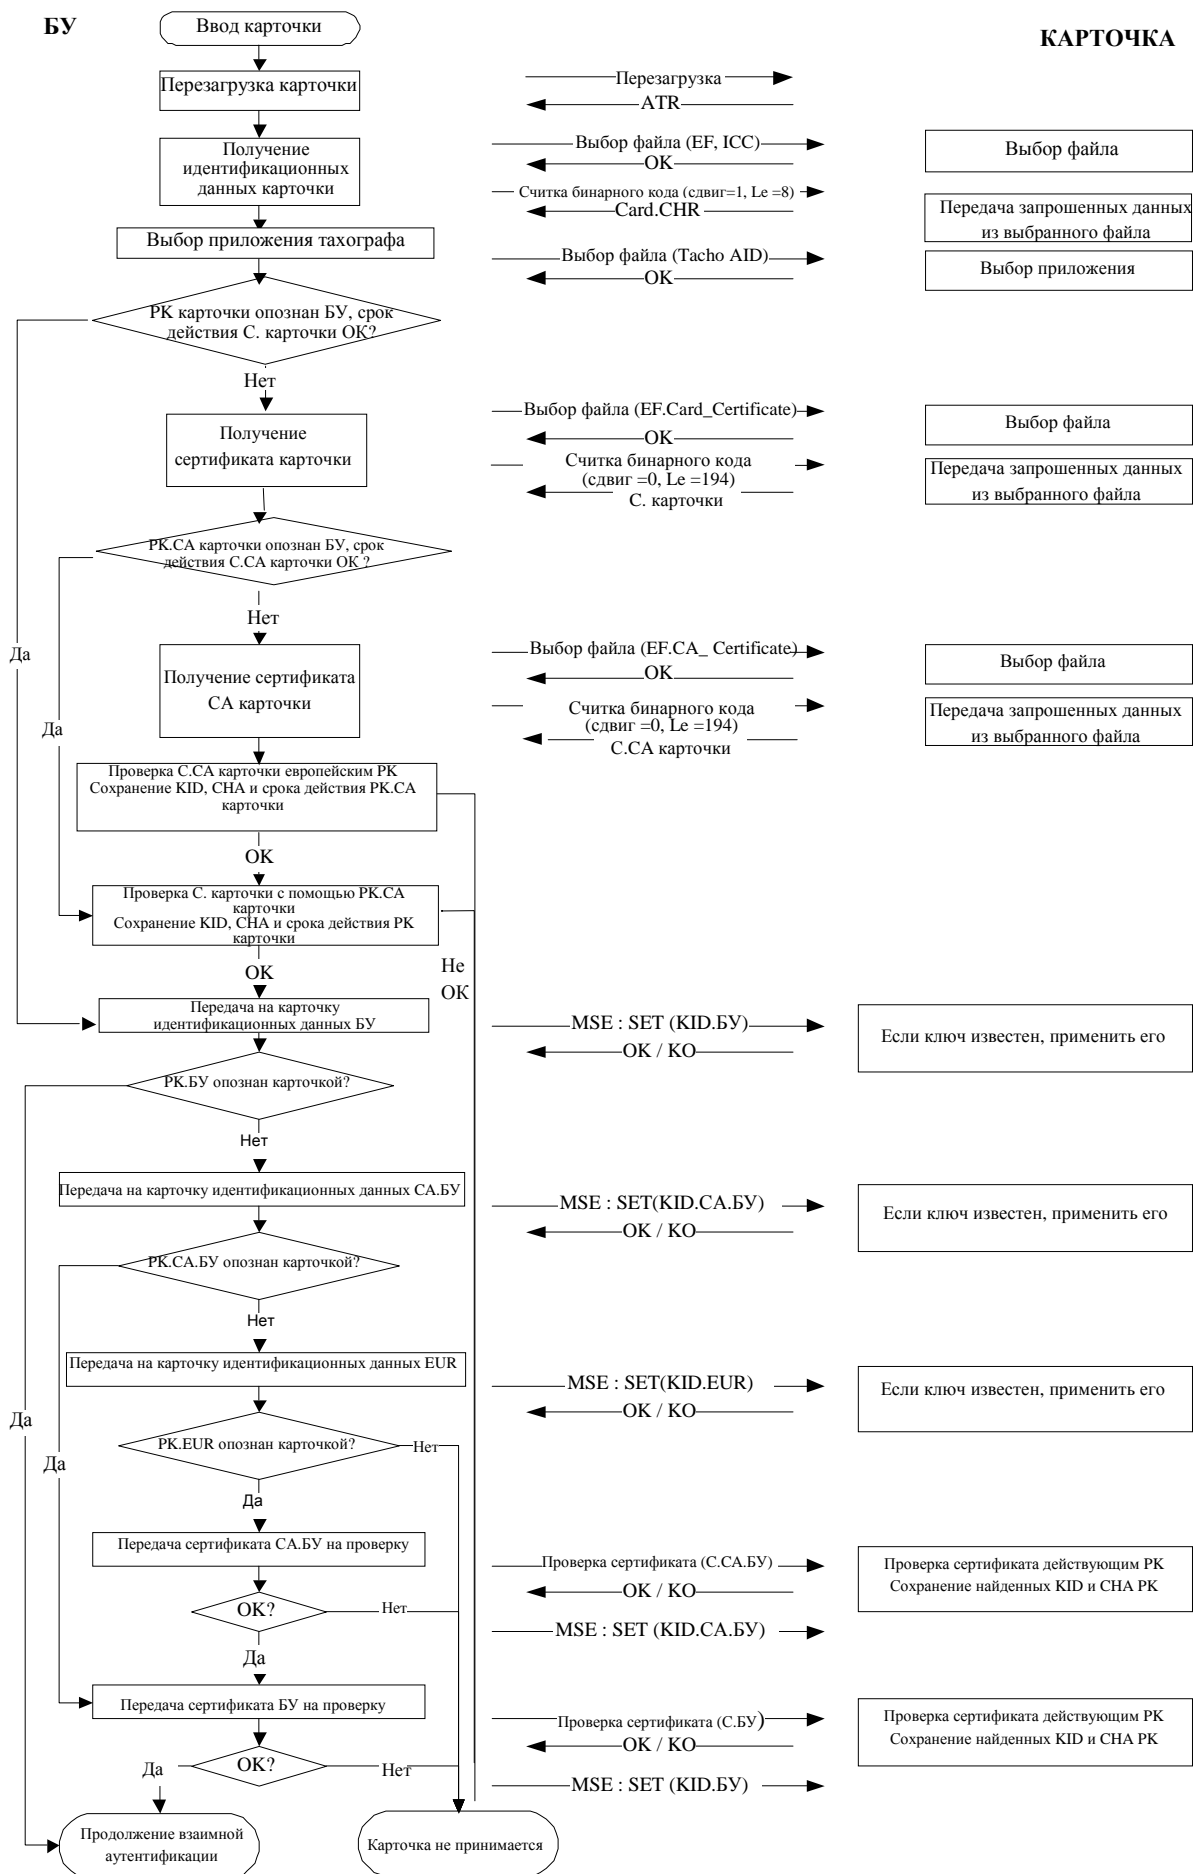 БУ
Ввод карточки
КАРТОЧКА
Перезагрузка карточки
Перезагрузка
ATR
Получение
идентификационных
данных карточки
Выбор файла (EF, ICC)
OK
Выбор файла
Считка бинарного кода (сдвиг=1, Le =8)
Card.CHR
Передача запрошенных данных
из выбранного файла
Выбор приложения тахографа
Выбор файла (Tacho AID)
OK
Выбор приложения
PK карточки опознан БУ, срок
действия С. карточки ОК?
Нет
Получение
сертификата карточки
Выбор файла (EF.Card_Certificate)
OK
Выбор файла
Считка бинарного кода
(сдвиг =0, Le =194)
С. карточки
Передача запрошенных данных
из выбранного файла
PK.CA карточки опознан БУ, срок
действия С.СА карточки ОК ?
Нет
Да
Получение сертификата
СА карточки
Выбор файла (EF.CA_ Certificate)
OK
Выбор файла
Да
Считка бинарного кода
(сдвиг =0, Le =194)
С.СА карточки
Передача запрошенных данных
из выбранного файла
Проверка С.СА карточки европейским PK
Сохранение KID, CHA и срока действия PK.CA
карточки
OK
Проверка С. карточки с помощью PK.CA
карточки
Сохранение KID, CHA и срока действия PK
карточки
OK
Не
ОК
Передача на карточку
идентификационных данных БУ
MSE : SET (KID.БУ)
OK / KO
Если ключ известен, применить его
PK.БУ опознан карточкой?
Нет
Передача на карточку идентификационных данных СА.БУ
MSE : SET(KID.CA.БУ)
OK / KO
Если ключ известен, применить его
PK.CA.БУ опознан карточкой?
Нет
Передача на карточку идентификационных данных EUR
MSE : SET(KID.EUR)
OK / KO
Если ключ известен, применить его
Да
PK.EUR опознан карточкой?
Нет
Да
Да
Передача сертификата СА.БУ на проверку
Проверка сертификата (С.СА.БУ)
OK / KO
Проверка сертификата действующим PK
Сохранение найденных KID и CHA PK
OK?
Нет
MSE : SET (KID.CA.БУ)
Да
Передача сертификата БУ на проверку
Проверка сертификата (С.БУ)
OK / KO
Проверка сертификата действующим PK
Сохранение найденных KID и CHA PK
OK?
Да
Нет
MSE : SET (KID.БУ)
Продолжение взаимной
аутентификации
Карточка не принимается